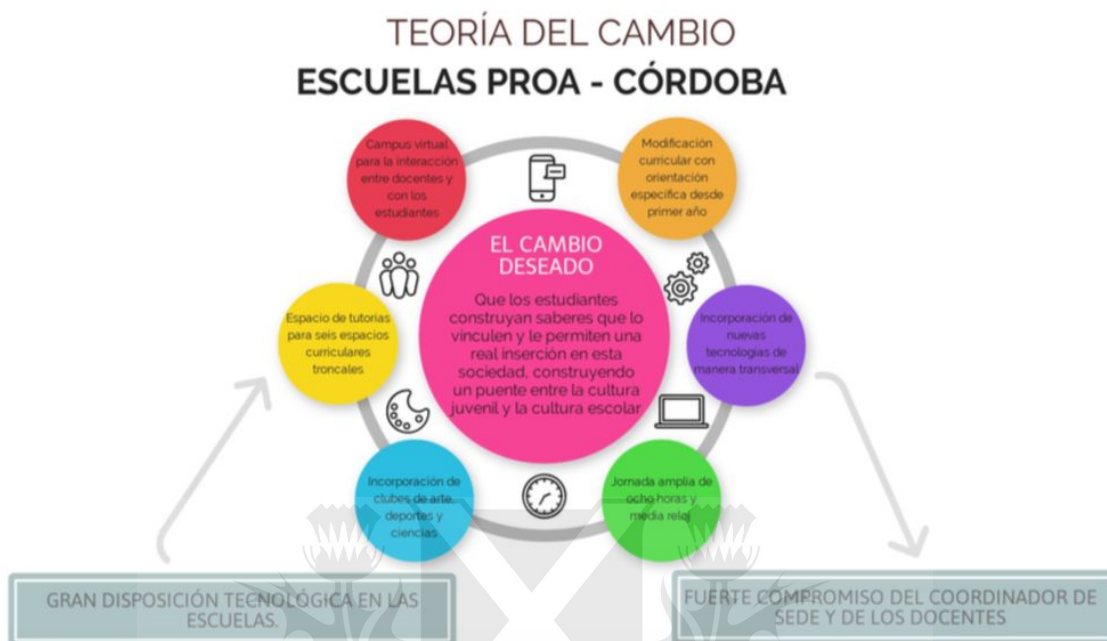 TEORÍA DEL CAMBIO
ESCUELAS PROA - CÓRDOBA
Campus virtual
para la interacción
entre docentes y
con los
estudiantes
Modificación
curricular con
orientación
específica desde
primer año
EL CAMBIO
DESEADO
Que los estudiantes
construyan saberes que lo
vinculen y le permiten una
real inserción en esta
sociedad, construyendo
un puente entre la cultura
juvenil y la cultura escolar
Espacio de tutorias
para seis espacios
curriculares
troncales
Incorporación de
nuevas
tecnologías de
manera transversal
Incorporación de
clubes de arte,
deportes y
ciencias
Jornada amplía de
ocho horas y
media reloj
GRAN DISPOSICIÓN TECNOLÓGICA EN LAS
ESCUELAS.
FUERTE COMPROMISO DEL COORDINADOR DE
SEDE Y DE LOS DOCENTES